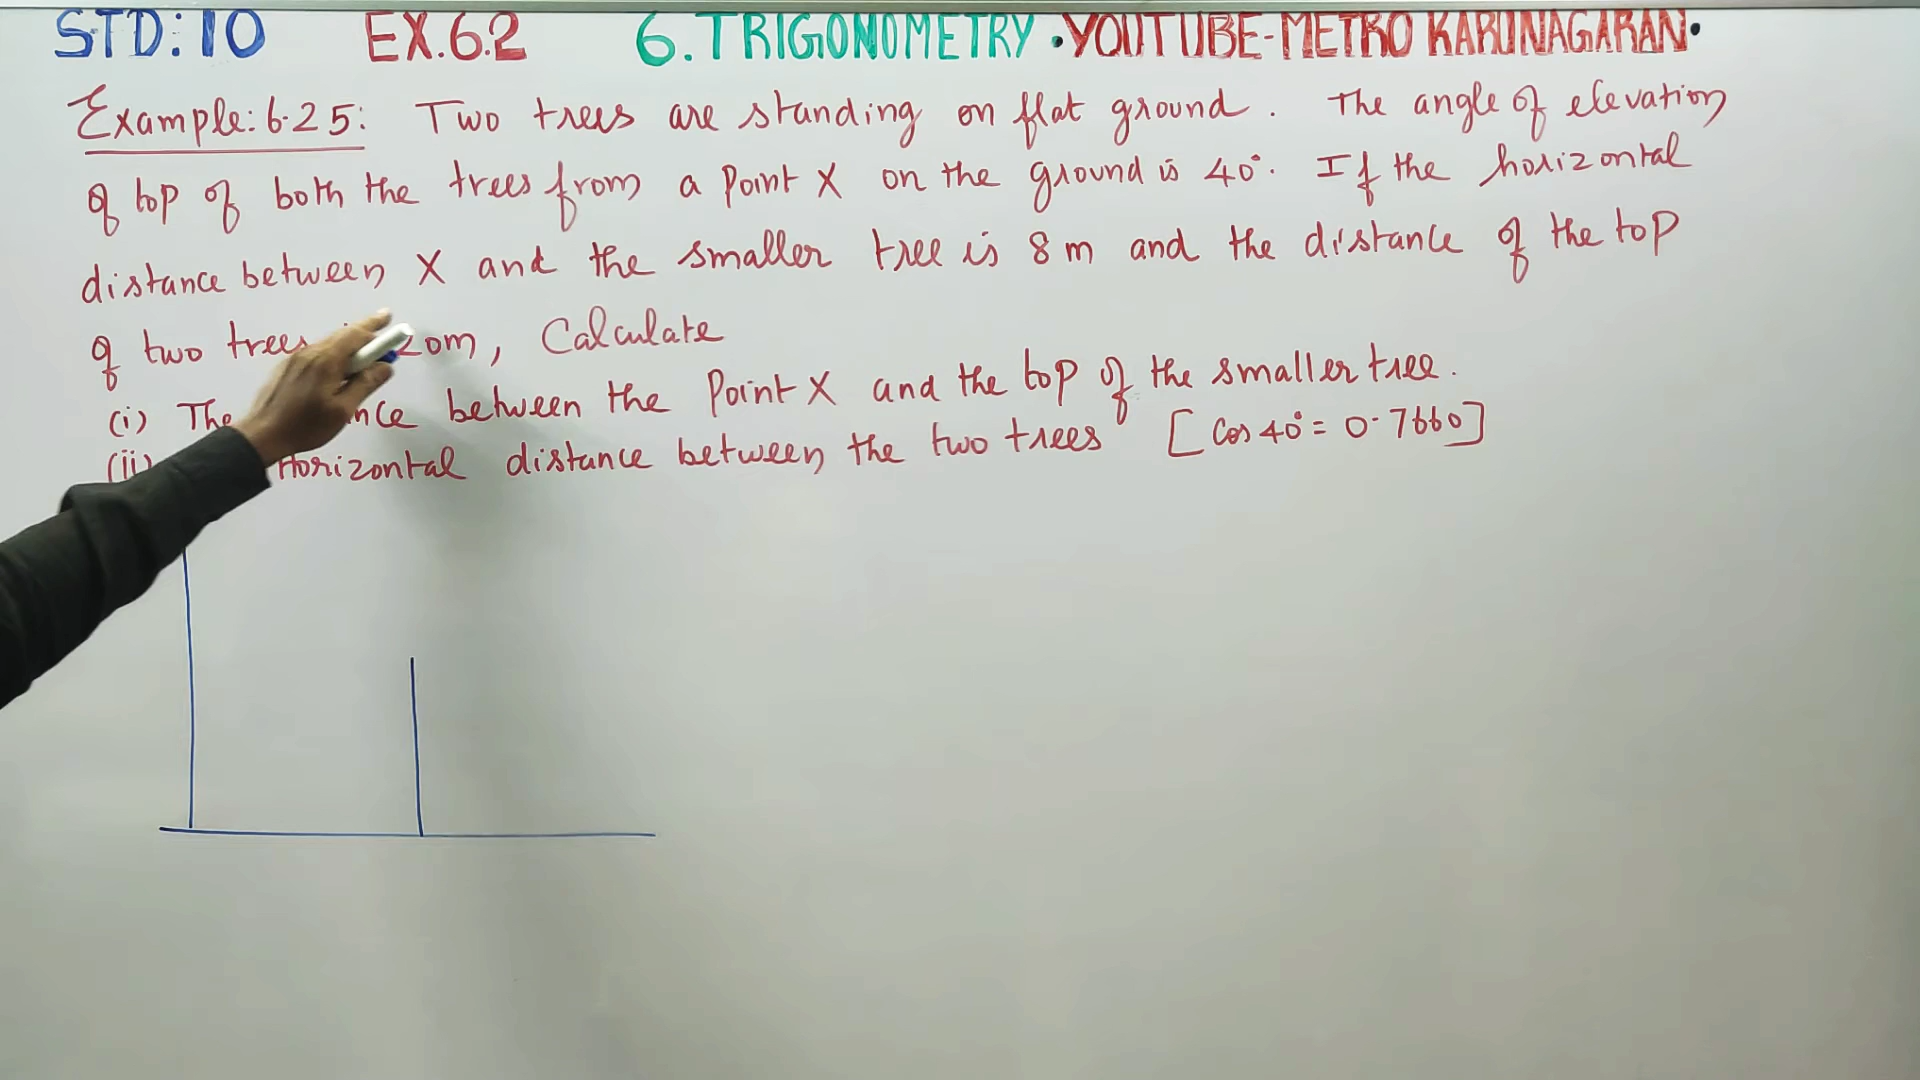 STD:10 EX.6.2 6.TRIGONOMETRY •YOUTUBE-METRO KARUNAGARAN•
Example:6.25: Two trees are standing on flat ground. The angle of elevation
of top of both the trees from a point X on the ground is 40°. If the horizontal
distance between X and the smaller tree is 8m and the distance of the top
of two trees 20m, Calculate
(i) The between the Point X and the top of the smaller tree.
(ii) Horizontal distance between the two trees [Cos 40° = 0.7660]